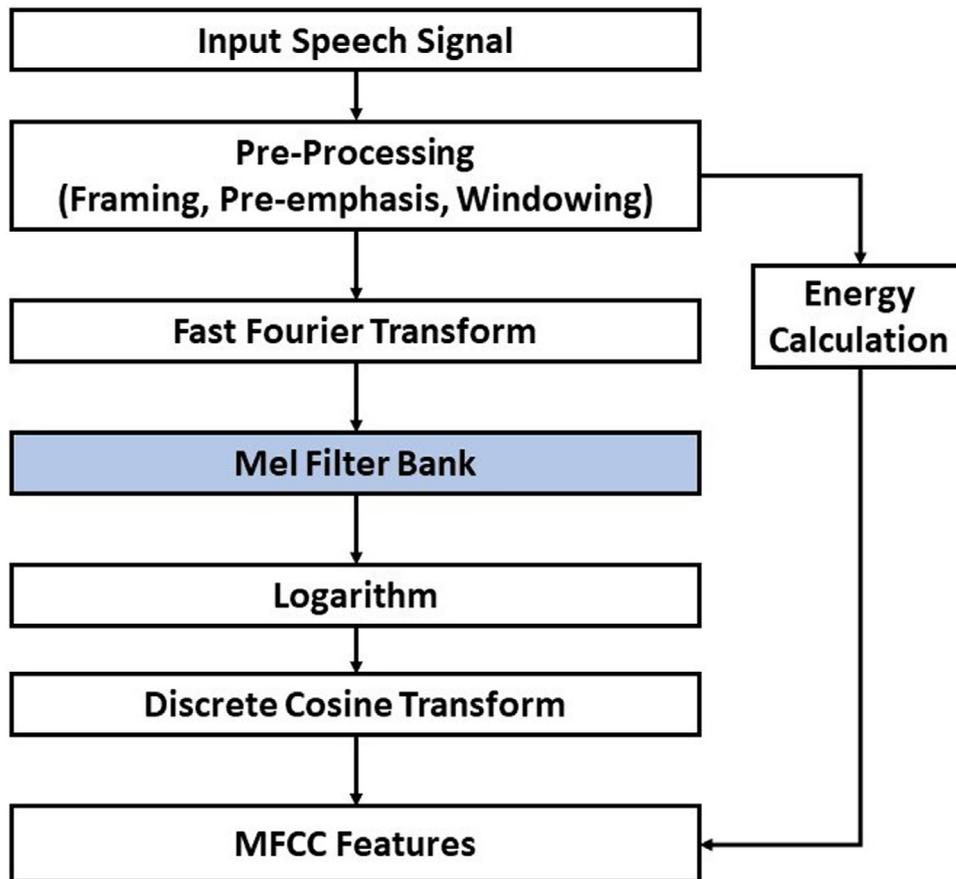 Input Speech Signal
Pre-Processing
(Framing, Pre-emphasis, Windowing)
Energy
Calculation
Fast Fourier Transform
Mel Filter Bank
Logarithm
Discrete Cosine Transform
MFCC Features